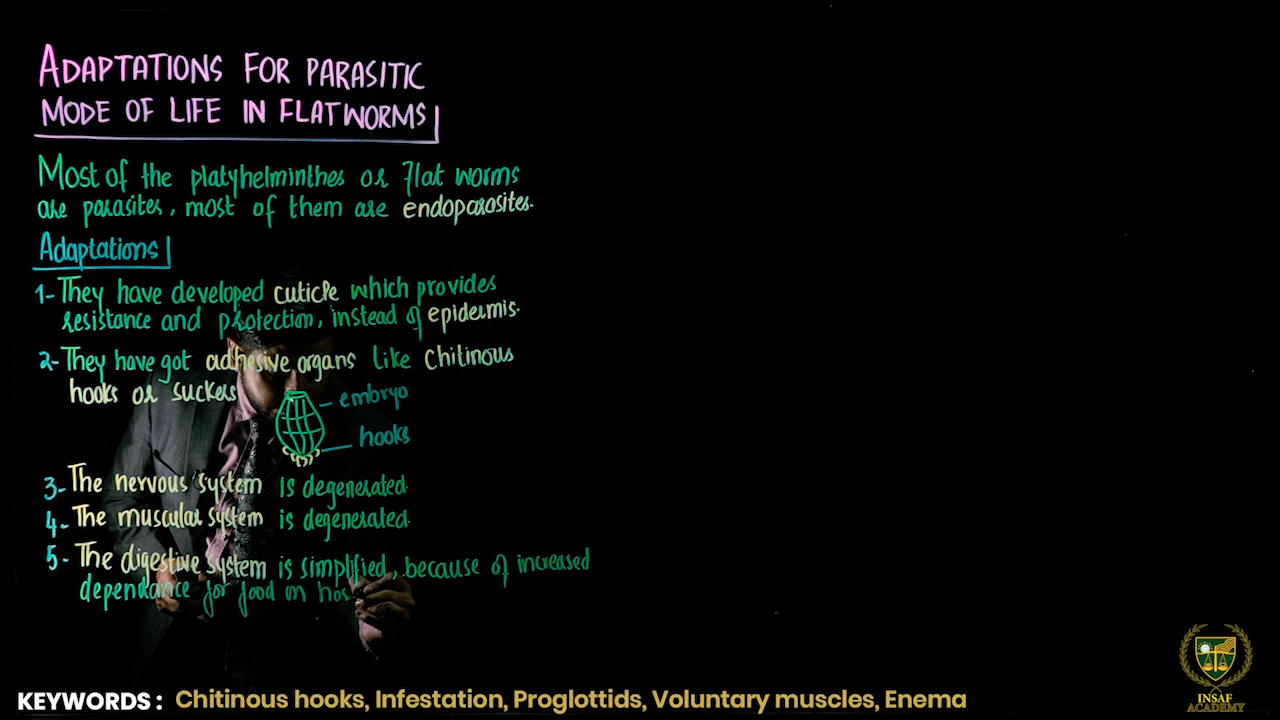 ADAPTATIONS FOR PARASITIC
MODE OF LIFE IN FLATWORMS
Most of the platyhelminthes or Flat worms
are parasites, most of them are endoparasites.
Adaptations
1- They have developed cuticle which provides
resistance and protection, instead of epidermis.
2- They have got adhesive organs like chitinous
hooks or suckers
embryo
hooks
3- The nervous system is degenerated.
4- The muscular system is degenerated.
5- The digestive system is simplified, because of increased
dependance for food on hos
KEYWORDS : Chitinous hooks, Infestation, Proglottids, Voluntary muscles, Enema
INSAF
ACADEMY